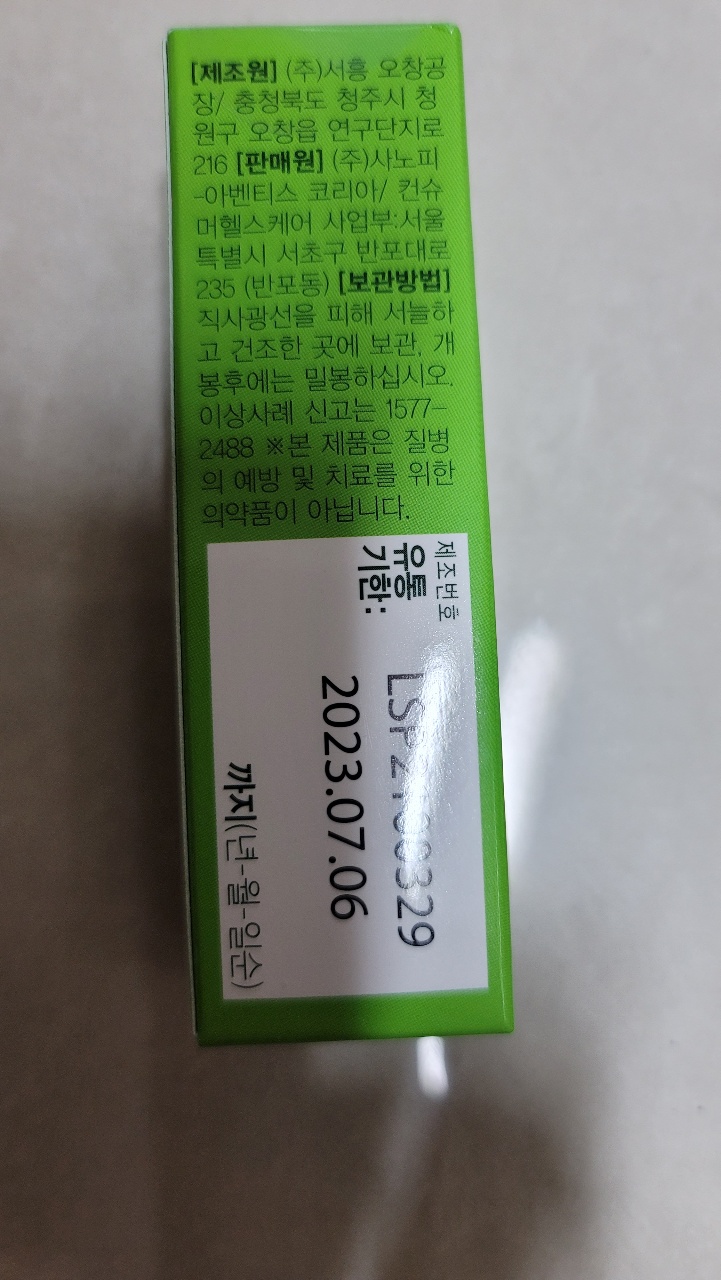 [제조원] (주)서흥 오창공
장/ 충청북도 청주시 청
원구 오창읍 연구단지로
216 [판매원] (주)사노피
-아벤티스 코리아/ 컨슈
머헬스케어 사업부:서울
특별시 서초구 반포대로
235 (반포동) [보관방법]
직사광선을 피해 서늘하
고 건조한 곳에 보관, 개
봉후에는 밀봉하십시오.
이상사례 신고는 1577-
2488 ※본 제품은 질병
의 예방 및 치료를 위한
의약품이 아닙니다.
제조번호 LSP2100329
유통
기한: 2023.07.06
까지(년-월-일순)